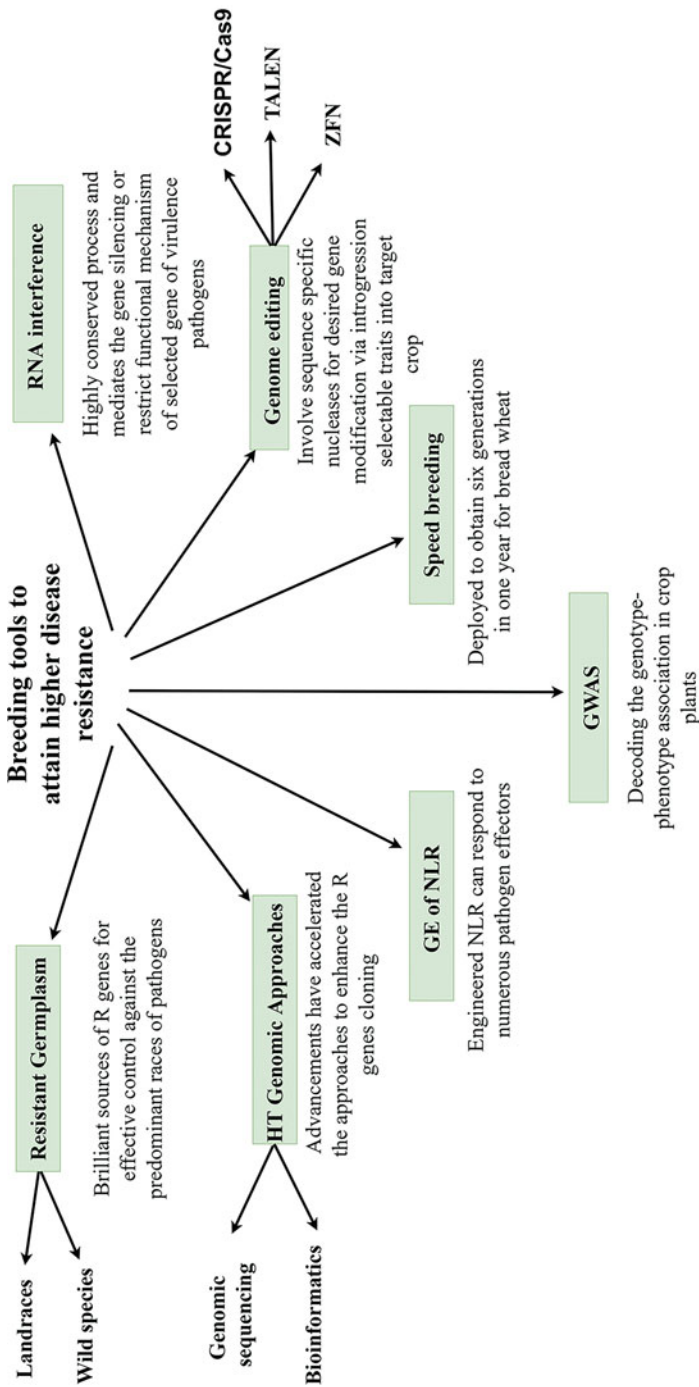 Breeding tools to
attain higher disease
resistance
Landraces
Wild species
Resistant Germplasm
Brilliant sources of R genes for
effective control against the
predominant races of pathogens
Genomic
sequencing
Bioinformatics
HT Genomic Approaches
Advancements have accelerated
the approaches to enhance the R
genes cloning
GE of NLR
Engineered NLR can respond to
numerous pathogen effectors
GWAS
Decoding the genotype-
phenotype association in crop
plants
Speed breeding
Deployed to obtain six generations
in one year for bread wheat
Genome editing
Involve sequence specific
nucleases for desired gene
modification via introgression
selectable traits into target
crop
CRISPR/Cas9
TALEN
ZFN
RNA interference
Highly conserved process and
mediates the gene silencing or
restrict functional mechanism
of selected gene of virulence
pathogens